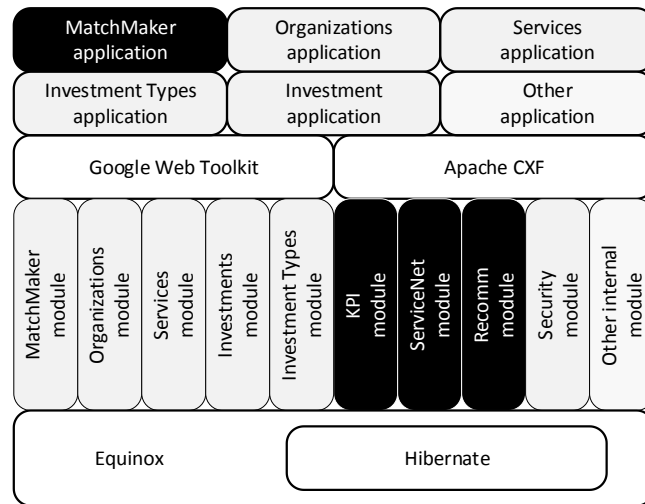 MatchMaker
application
Organizations
application
Services
application
Investment Types
application
Investment
application
Other
application
Google Web Toolkit
Apache CXF
MatchMaker
module
Organizations
module
Services
module
Investments
module
Investment Types
module
KPI
module
ServiceNet
module
Recomm
module
Security
module
Other internal
module
Equinox
Hibernate